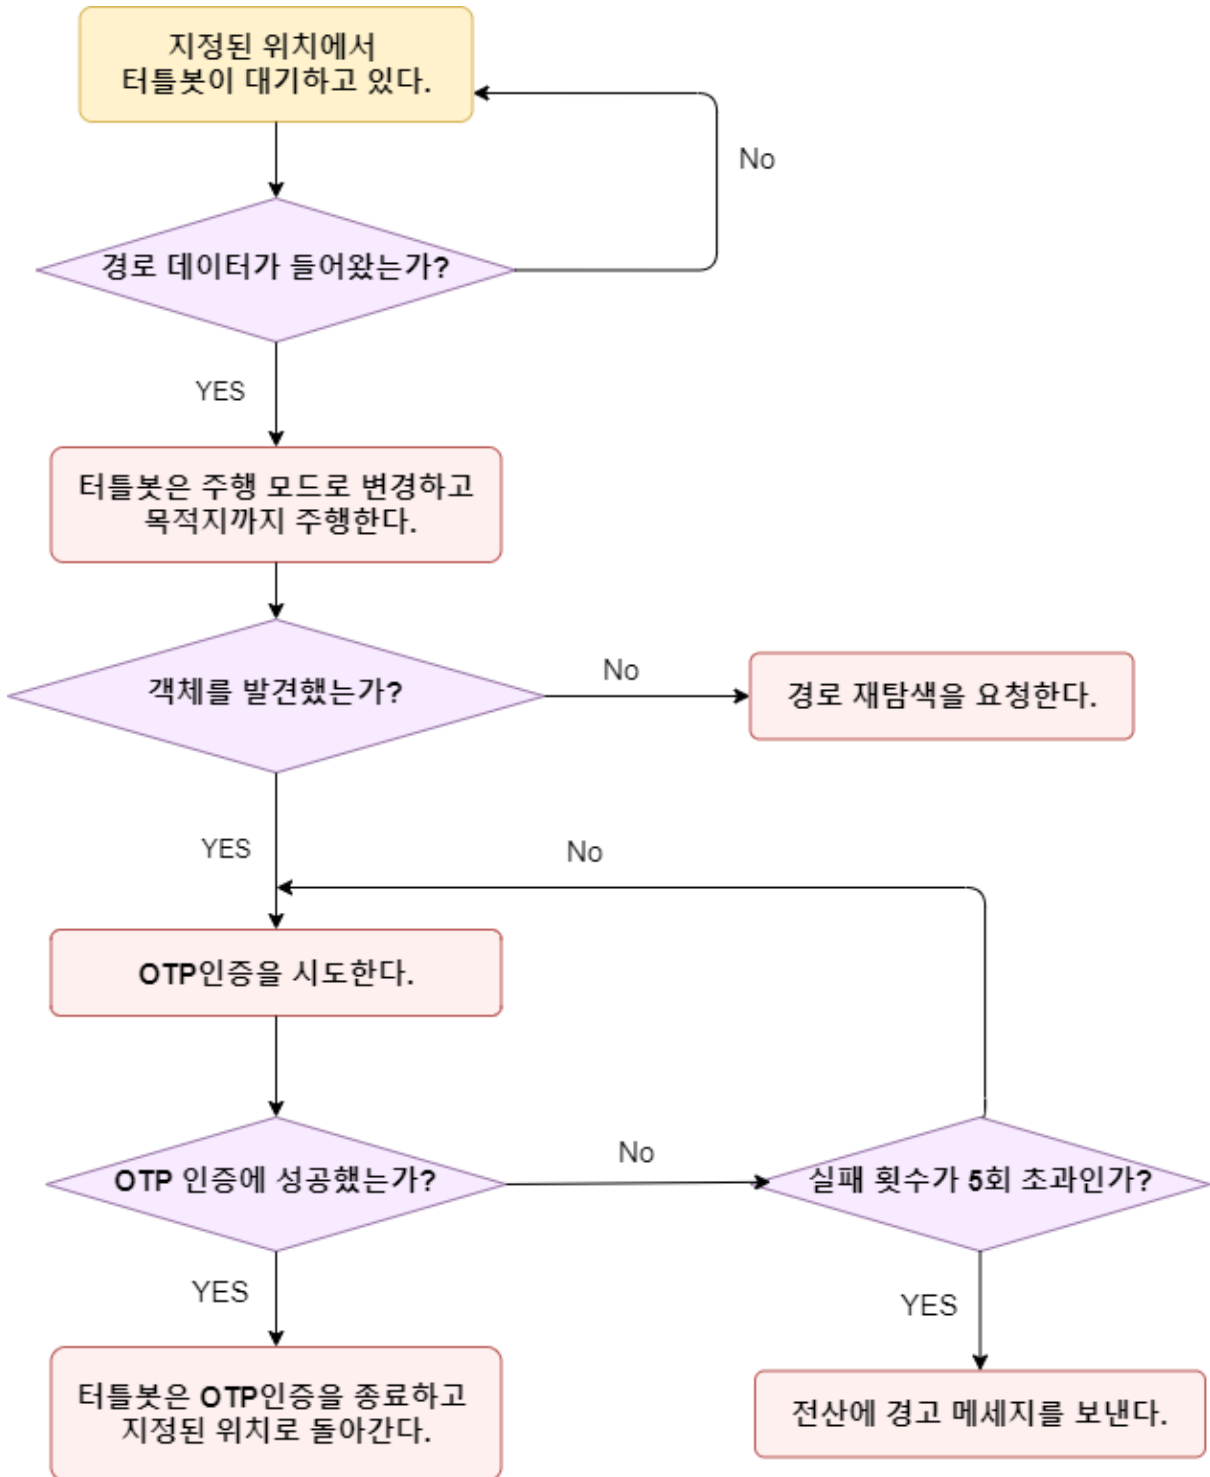 지정된 위치에서
터틀봇이 대기하고 있다.
No
경로 데이터가 들어왔는가?
YES
터틀봇은 주행 모드로 변경하고
목적지까지 주행한다.
객체를 발견했는가?
No
경로 재탐색을 요청한다.
YES
No
OTP인증을 시도한다.
OTP 인증에 성공했는가?
No
실패 횟수가 5회 초과인가?
YES
YES
터틀봇은 OTP인증을 종료하고
지정된 위치로 돌아간다.
전산에 경고 메세지를 보낸다.